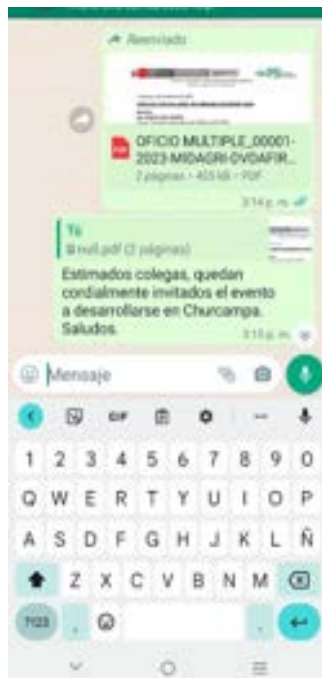 Reenviado
OFICIO MULTIPLE_00001-
2023-MIDAGRI-DVDAFIR...
2 páginas • 403 kB • PDF
3:14 p. m.
Tú
null.pdf (2 páginas)
Estimados colegas, quedan
cordialmente invitados el evento
a desarrollarse en Churcampa.
Saludos.
3:15 p. m.
Mensaje
GIF
1 2 3 4 5 6 7 8 9 0
Q W E R T Y U I O P
A S D F G H J K L Ñ
Z X C V B N M
?123 , .